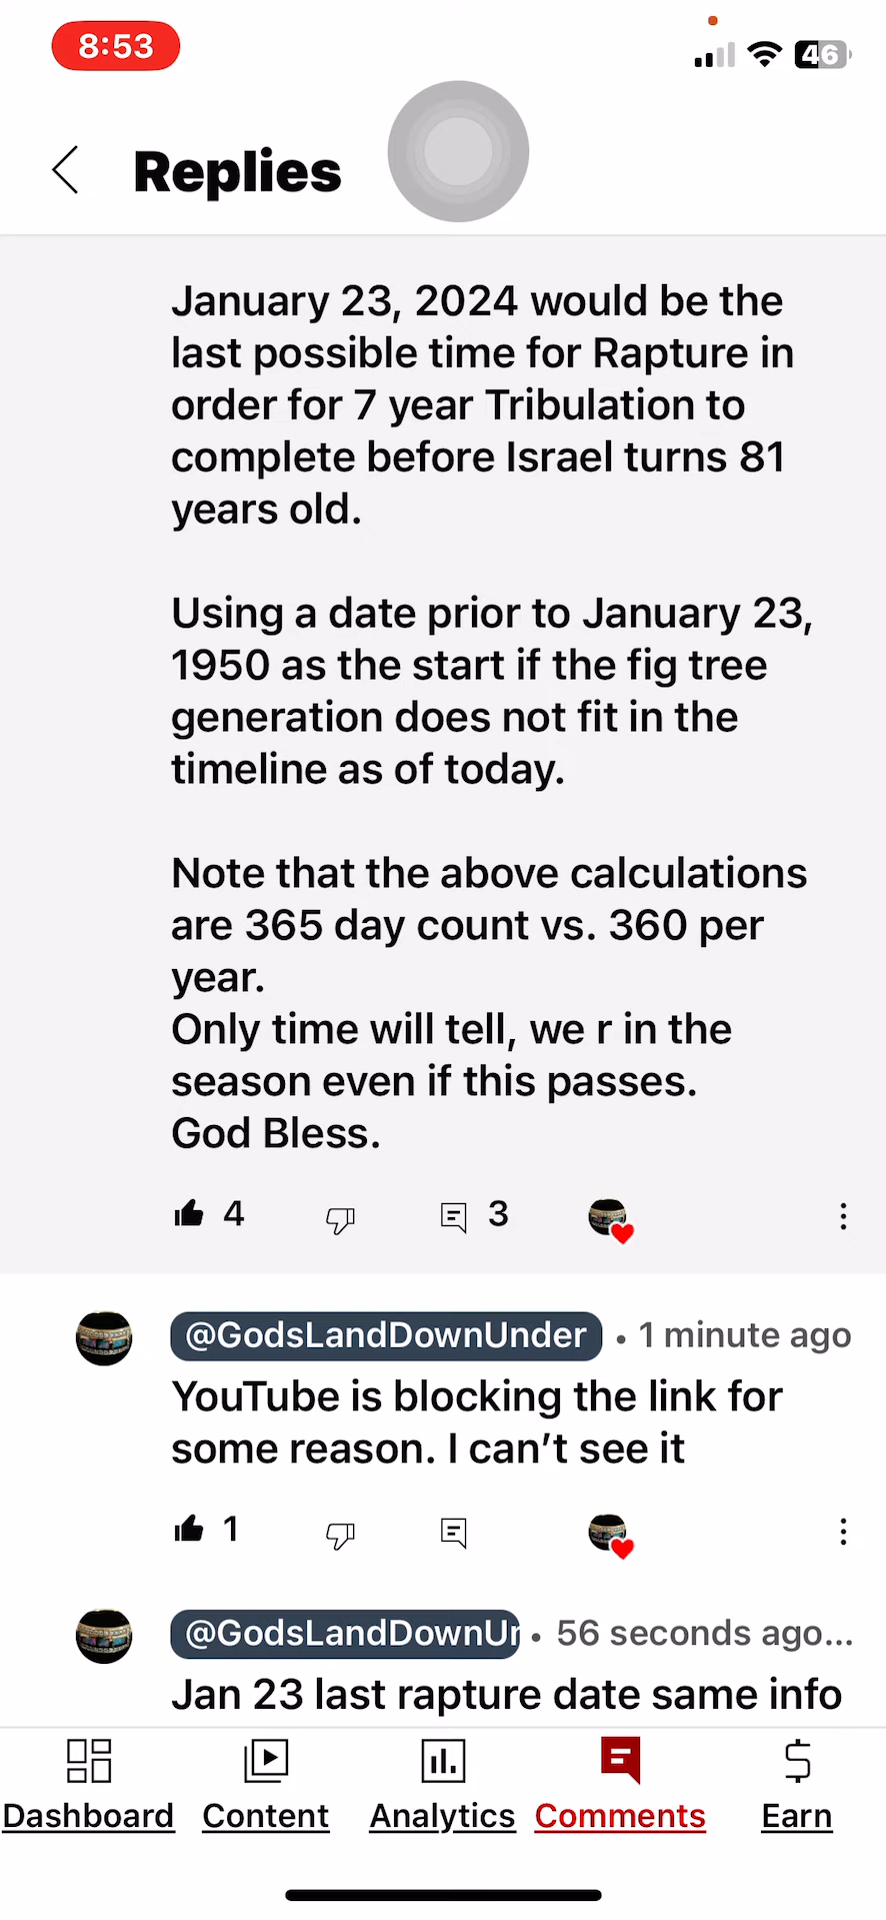 8:53
46
Replies
January 23, 2024 would be the
last possible time for Rapture in
order for 7 year Tribulation to
complete before Israel turns 81
years old.
Using a date prior to January 23,
1950 as the start if the fig tree
generation does not fit in the
timeline as of today.
Note that the above calculations
are 365 day count vs. 360 per
year.
Only time will tell, we r in the
season even if this passes.
God Bless.
4 3
@GodsLandDownUnder • 1 minute ago
YouTube is blocking the link for
some reason. I can't see it
1
@GodsLandDownUr • 56 seconds ago...
Jan 23 last rapture date same info
Dashboard Content Analytics Comments Earn